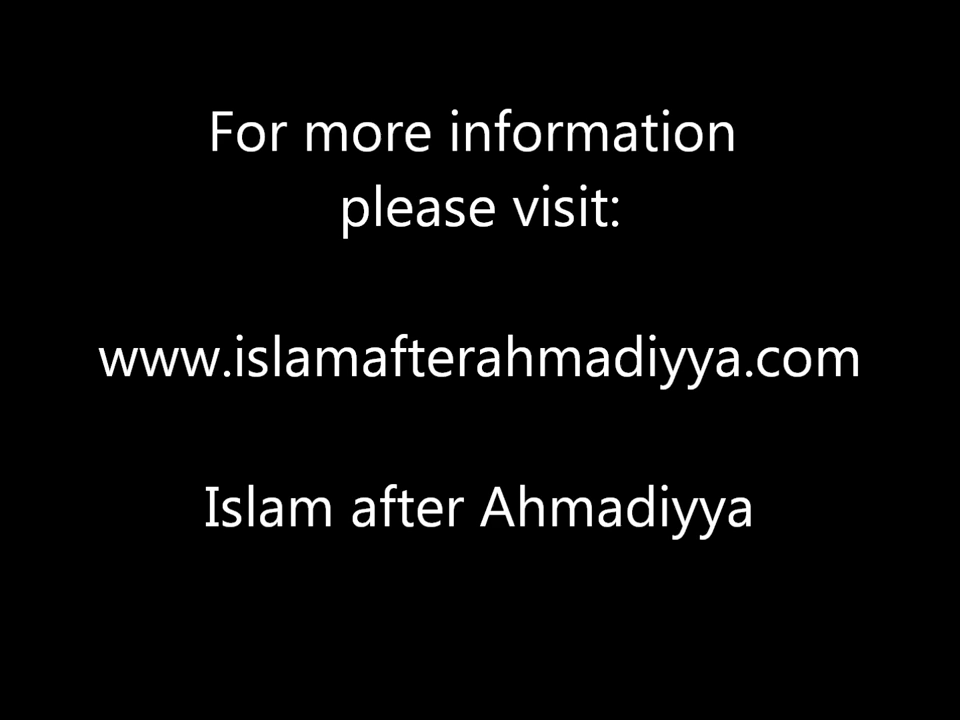 For more information
please visit:
www.islamafterahmadiyya.com
Islam after Ahmadiyya